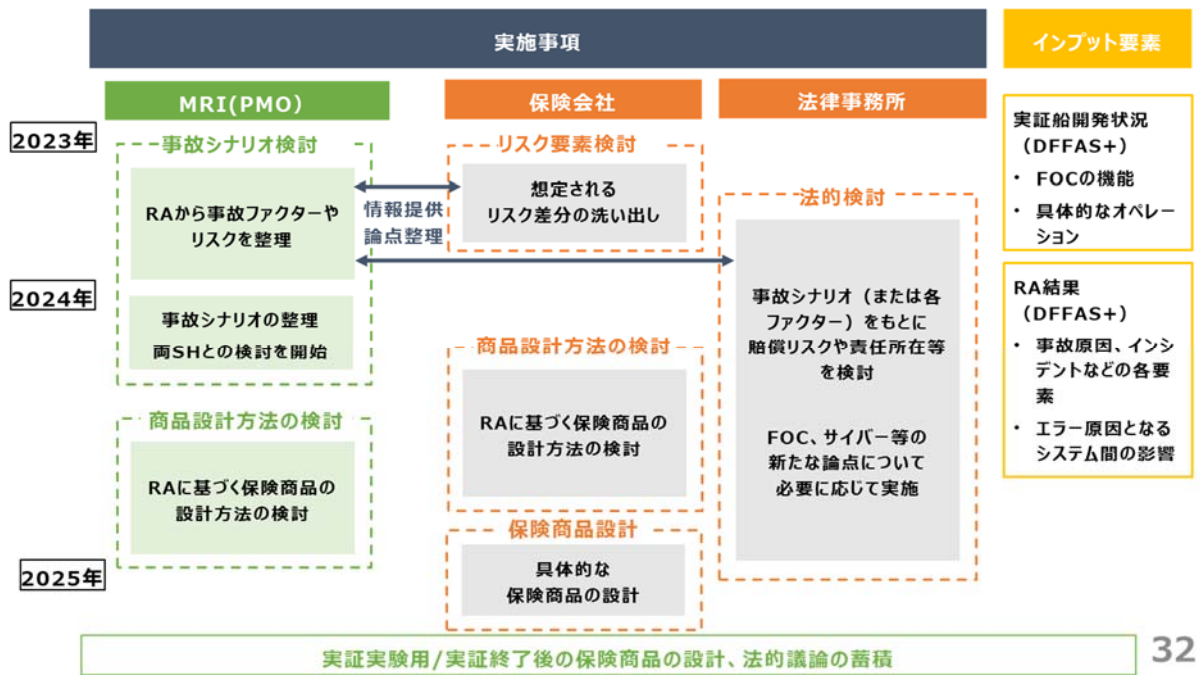 実施事項
インプット要素
MRI(PMO）
保険会社
法律事務所
2023年
事故シナリオ検討
RAから事故ファクターや
リスクを整理
事故シナリオの整理
両SHとの検討を開始
情報提供
論点整理
リスク要素検討
想定される
リスク差分の洗い出し
法的検討
事故シナリオ（または各
ファクター）をもとに
賠償リスクや責任所在等
を検討
FOC、サイバー等の
新たな論点について
必要に応じて実施
実証船開発状況
（DFFAS+）
• FOCの機能
• 具体的なオペレー
ション
RA結果
（DFFAS+）
• 事故原因、インシ
デントなどの各要
素
• エラー原因となる
システム間の影響
2024年
商品設計方法の検討
RAに基づく保険商品の
設計方法の検討
商品設計方法の検討
RAに基づく保険商品の
設計方法の検討
保険商品設計
具体的な
保険商品の設計
2025年
実証実験用/実証終了後の保険商品の設計、法的議論の蓄積
32